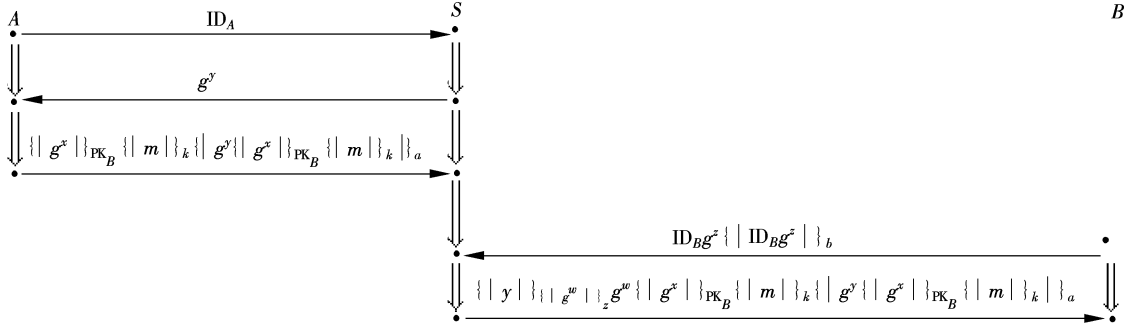 A S B
ID_A
g^y
{| g^x |}_{PK_B} {| m |}_k {| g^y {| g^x |}_{PK_B} {| m |}_k |}_a
ID_B g^z {| ID_B g^z |}_b
{| y |}_{{| g^w |}_z} g^w {| g^x |}_{PK_B} {| m |}_k {| g^y {| g^x |}_{PK_B} {| m |}_k |}_a